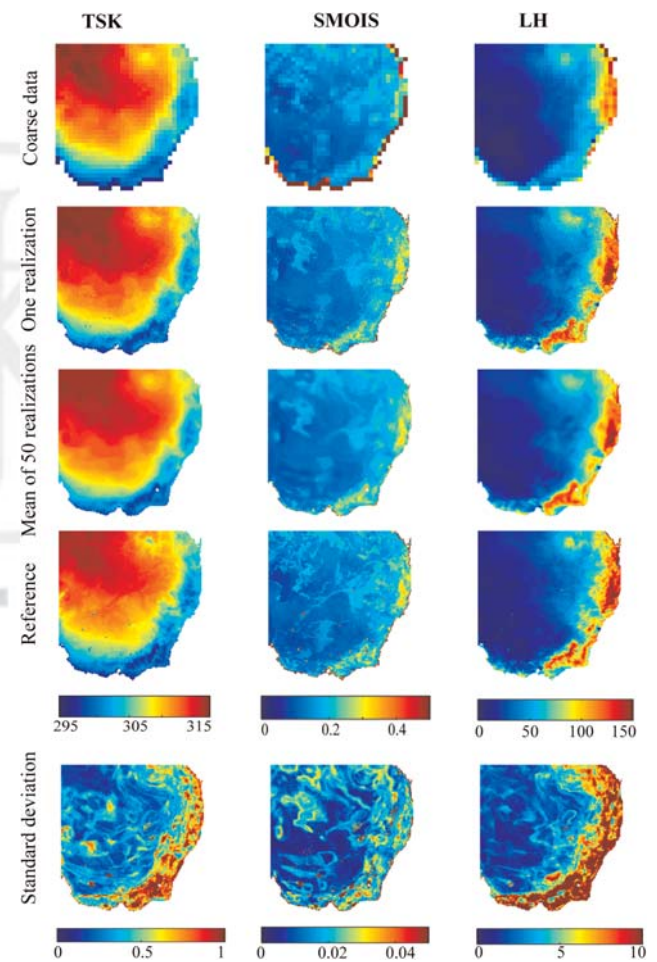 TSK SMOIS LH
Coarse data
One realization
Mean of 50 realizations
Reference
295 305 315
0 0.2 0.4
0 50 100 150
Standard deviation
0 0.5 1
0 0.02 0.04
0 5 10